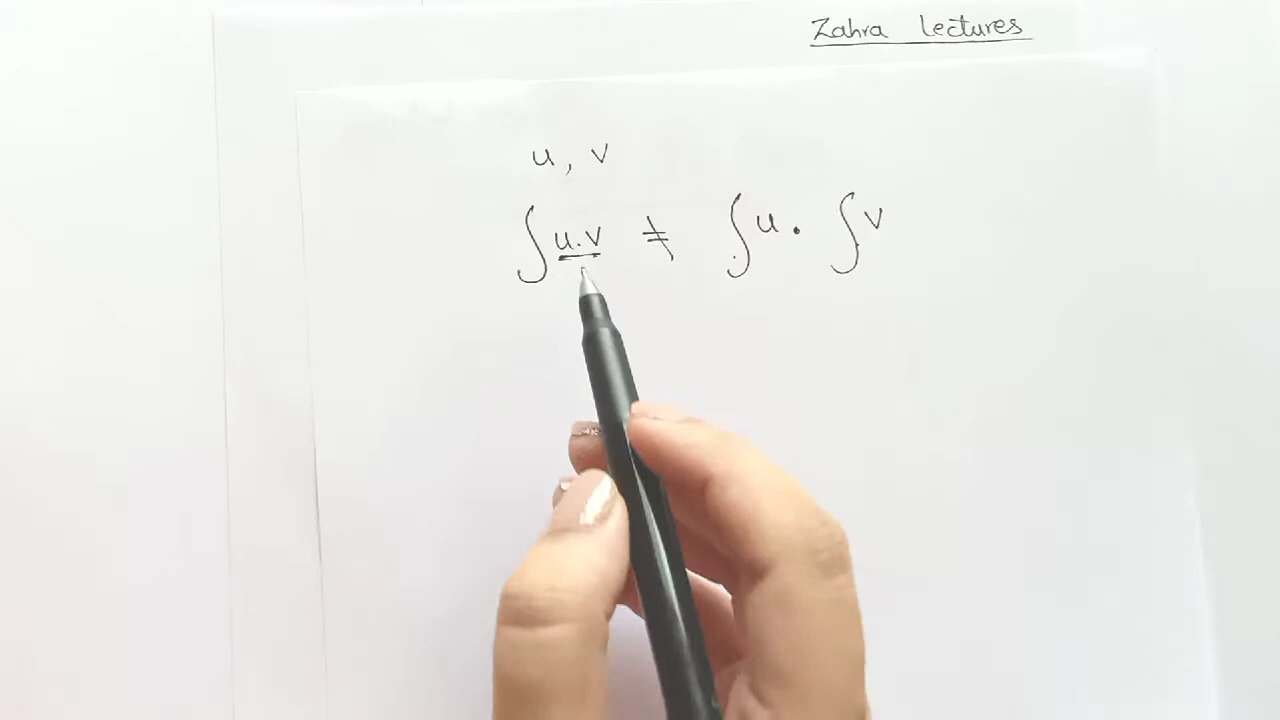 Zahra lectures
u, v
∫u.v ≠ ∫u . ∫v